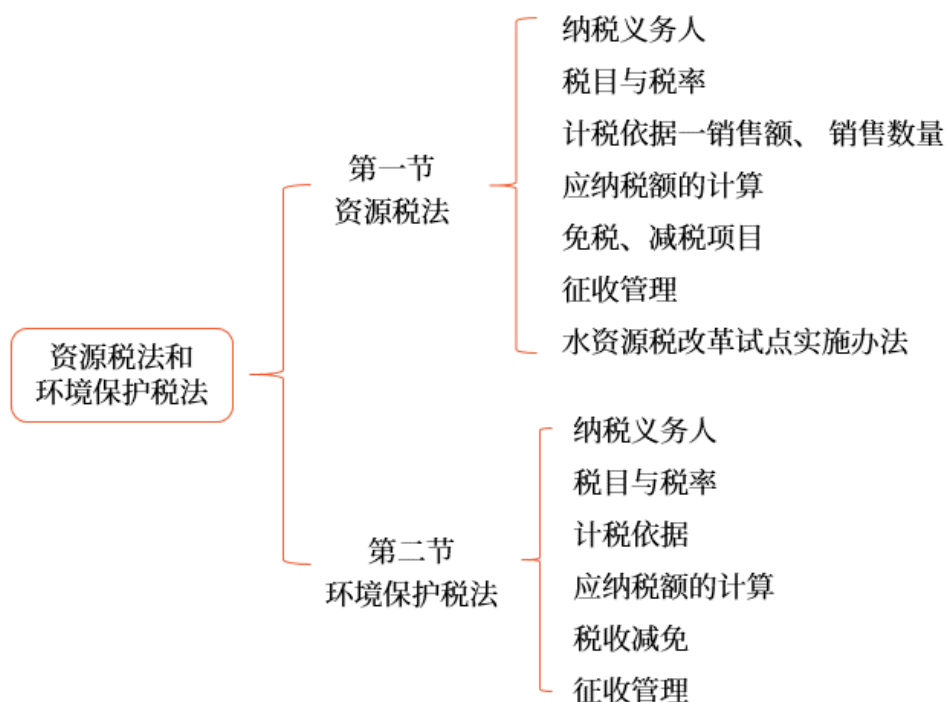 资源税法和
环境保护税法
第一节
资源税法
纳税义务人
税目与税率
计税依据一销售额、 销售数量
应纳税额的计算
免税、减税项目
征收管理
水资源税改革试点实施办法
第二节
环境保护税法
纳税义务人
税目与税率
计税依据
应纳税额的计算
税收减免
征收管理